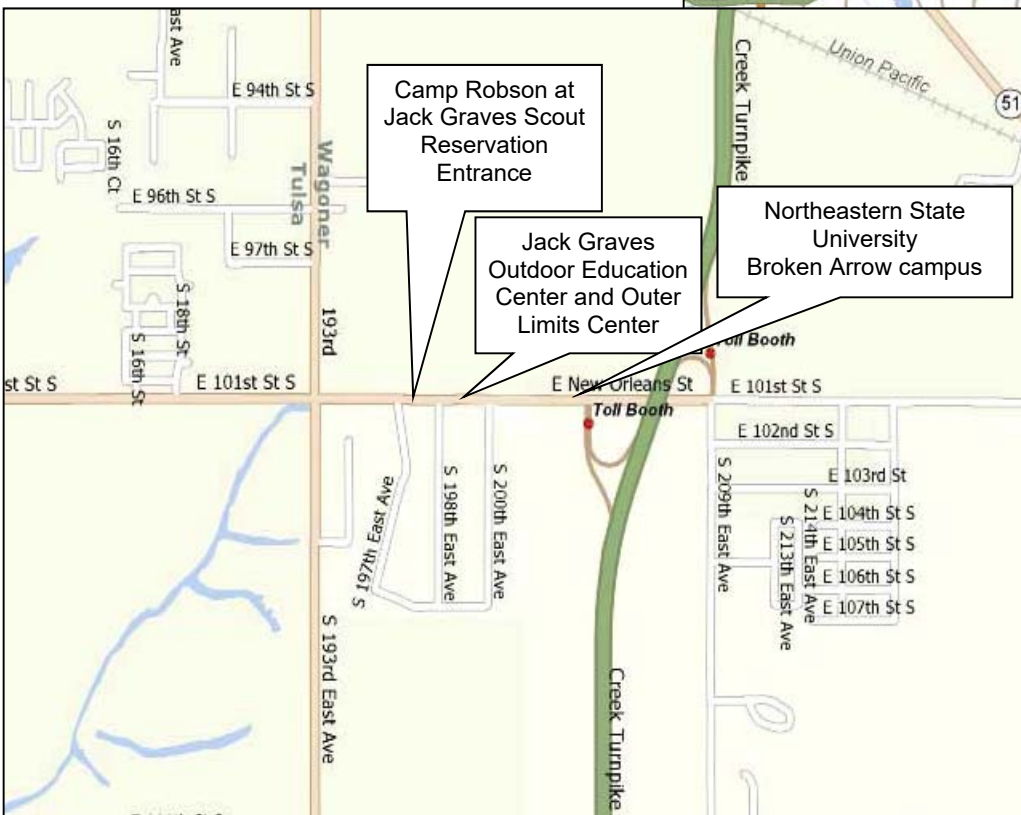 ast Ave
E 94th St S
S 16th Ct
Wagoner
Tulsa
E 96th St S
E 97th St S
S 18th St
S 16th St
193rd
Camp Robson at
Jack Graves Scout
Reservation
Entrance
Jack Graves
Outdoor Education
Center and Outer
Limits Center
Northeastern State
University
Broken Arrow campus
Creek Turnpike
Union Pacific
51
Toll Booth
st St S
E 101st St S
E New Orleans St
E 101st St S
Toll Booth
E 102nd St S
E 103rd St
E 104th St S
E 105th St S
E 106th St S
E 107th St S
S 197th East Ave
S 198th East Ave
S 200th East Ave
S 209th East Ave
S 213th East Ave
S 214th East Ave
S 193rd East Ave
Creek Turnpike